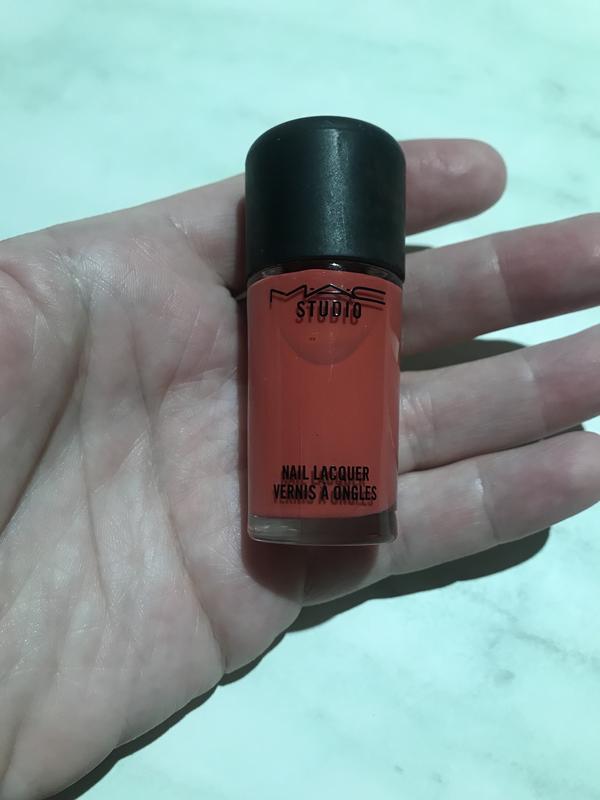 MAC
STUDIO
NAIL LACQUER
VERNIS À ONGLES